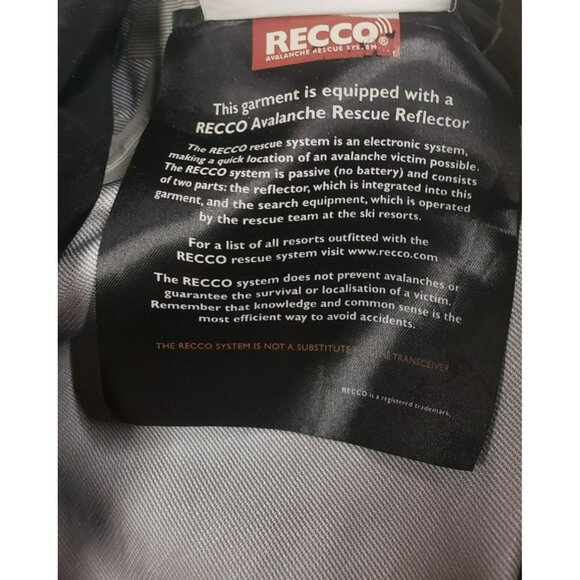 RECCO®
AVALANCHE RESCUE SYSTEM
This garment is equipped with a
RECCO Avalanche Rescue Reflector
The RECCO rescue system is an electronic system,
making a quick location of an avalanche victim possible.
The RECCO system is passive (no battery) and consists
of two parts: the reflector, which is integrated into this
garment, and the search equipment, which is operated
by the rescue team at the ski resorts.
For a list of all resorts outfitted with the
RECCO rescue system visit www.recco.com
The RECCO system does not prevent avalanches or
guarantee the survival or localisation of a victim.
Remember that knowledge and common sense is the
most efficient way to avoid accidents.
THE RECCO SYSTEM IS NOT A SUBSTITUTE TRANSCEIVER
RECCO is a registered trademark.